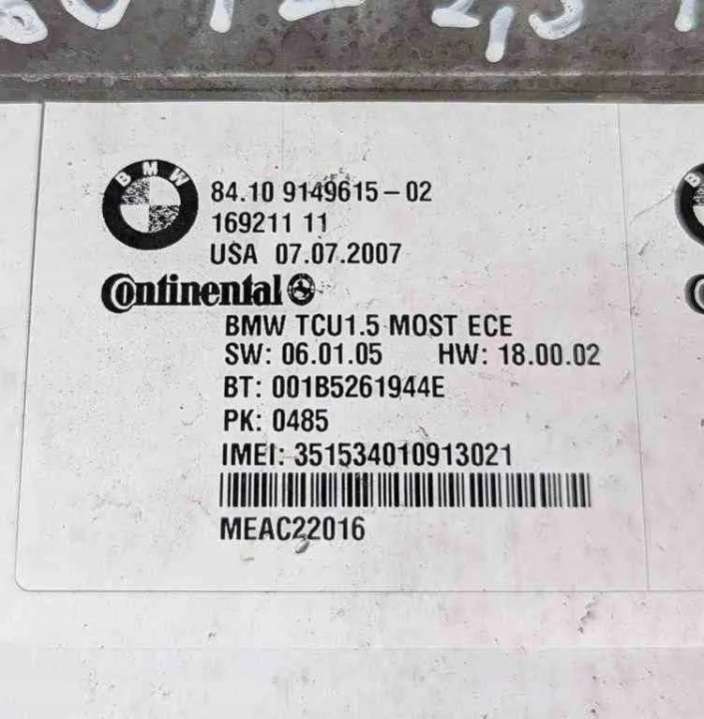 BMW
84.10 9149615-02
169211 11
USA 07.07.2007
Continental
BMW TCU1.5 MOST ECE
SW: 06.01.05 HW: 18.00.02
BT: 001B5261944E
PK: 0485
IMEI: 351534010913021
MEAC22016